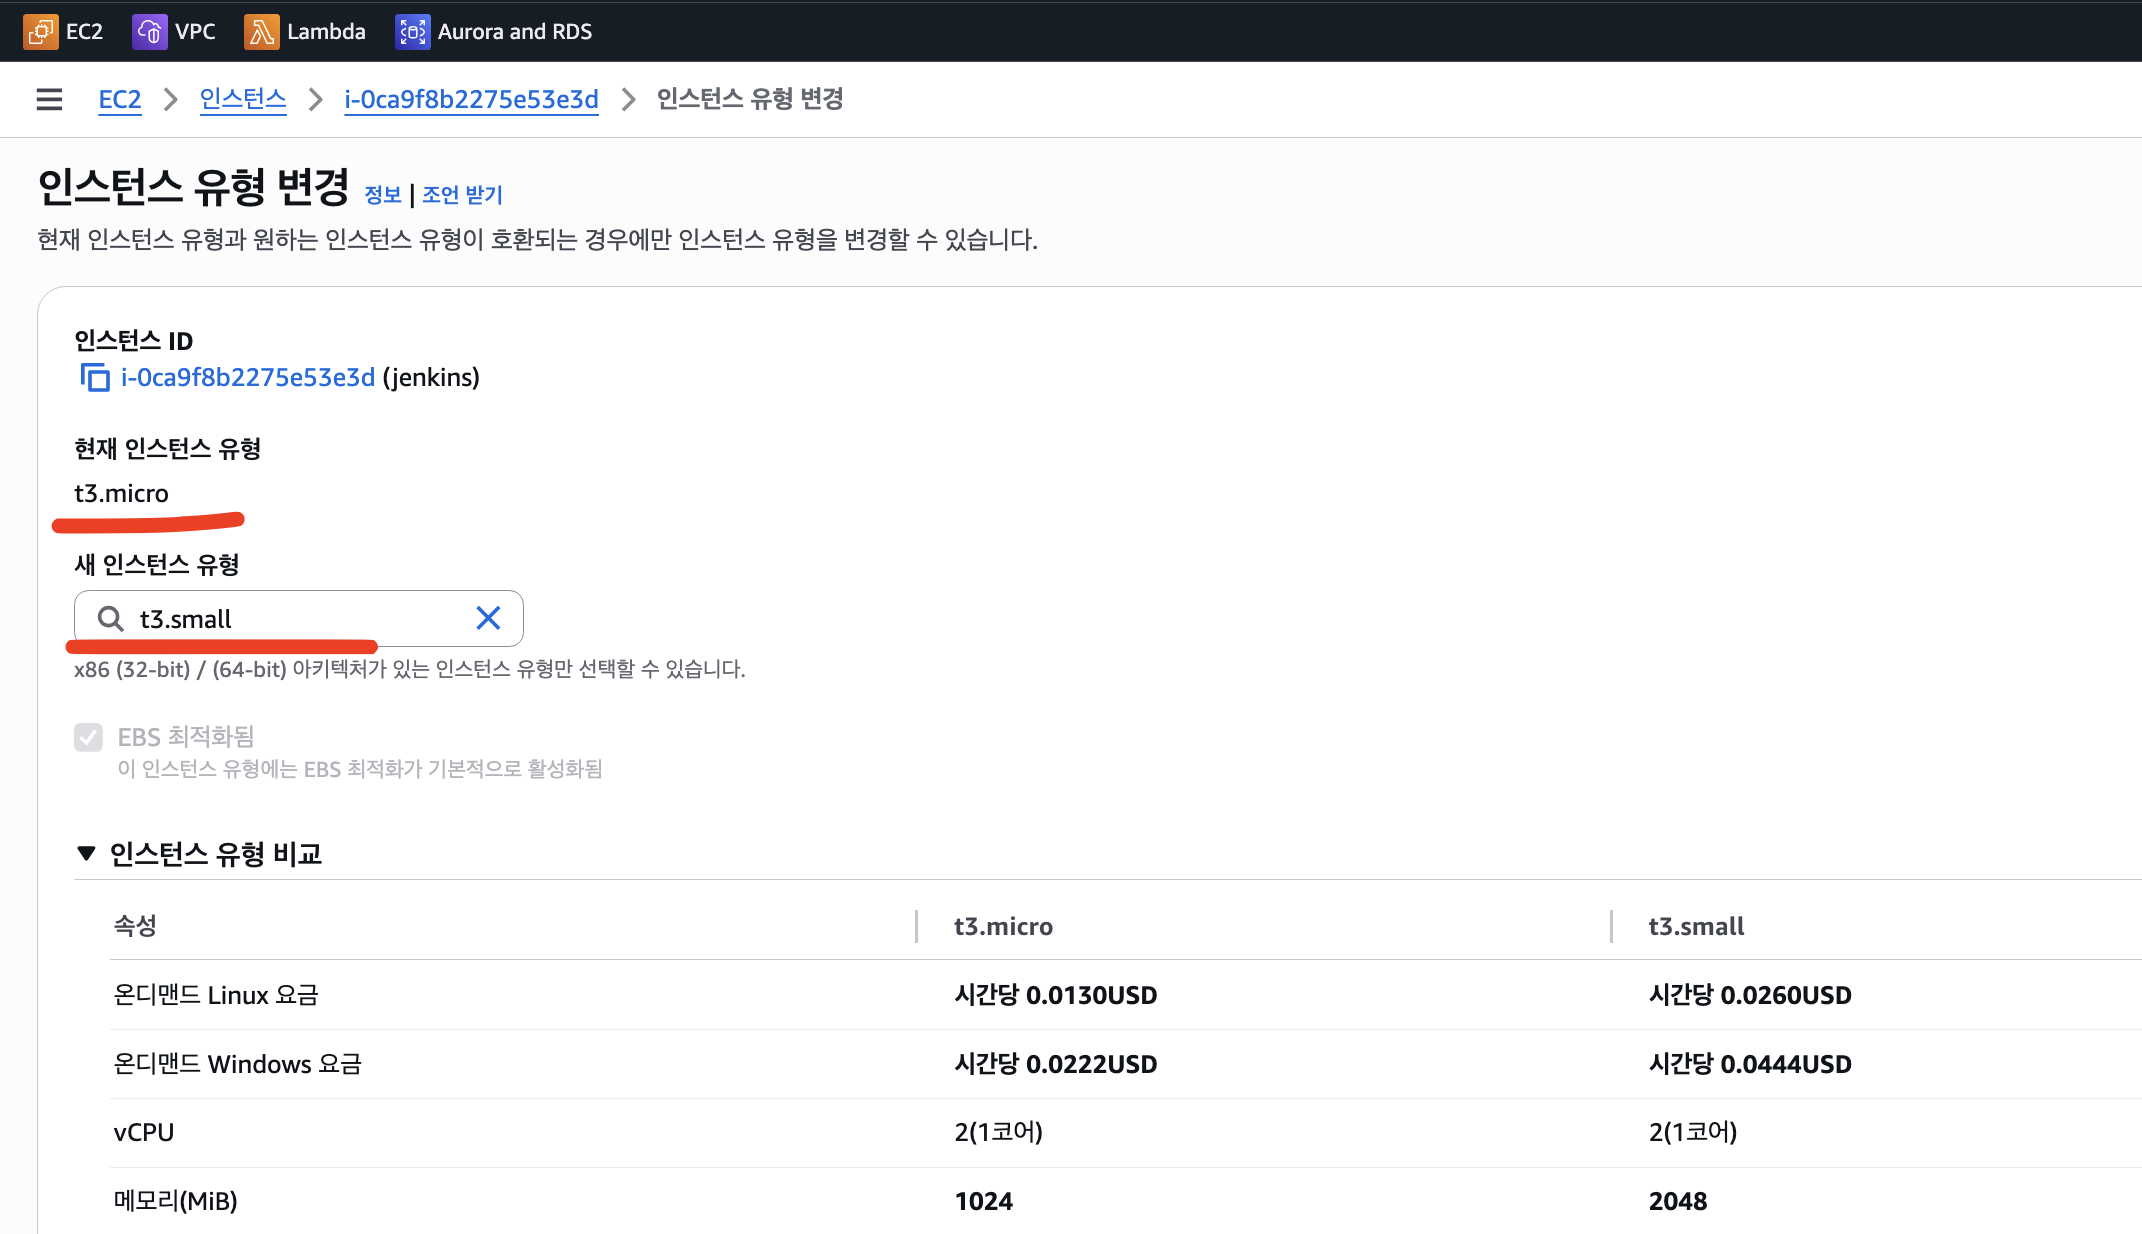 EC2 VPC Lambda Aurora and RDS
EC2 인스턴스 i-0ca9f8b2275e53e3d 인스턴스 유형 변경
인스턴스 유형 변경 정보 | 조언 받기
현재 인스턴스 유형과 원하는 인스턴스 유형이 호환되는 경우에만 인스턴스 유형을 변경할 수 있습니다.
인스턴스 ID
i-0ca9f8b2275e53e3d (jenkins)
현재 인스턴스 유형
t3.micro
새 인스턴스 유형
t3.small
x86 (32-bit) / (64-bit) 아키텍처가 있는 인스턴스 유형만 선택할 수 있습니다.
EBS 최적화됨
이 인스턴스 유형에는 EBS 최적화가 기본적으로 활성화됨
인스턴스 유형 비교
속성 t3.micro t3.small
온디맨드 Linux 요금 시간당 0.0130USD 시간당 0.0260USD
온디맨드 Windows 요금 시간당 0.0222USD 시간당 0.0444USD
vCPU 2(1코어) 2(1코어)
메모리(MiB) 1024 2048